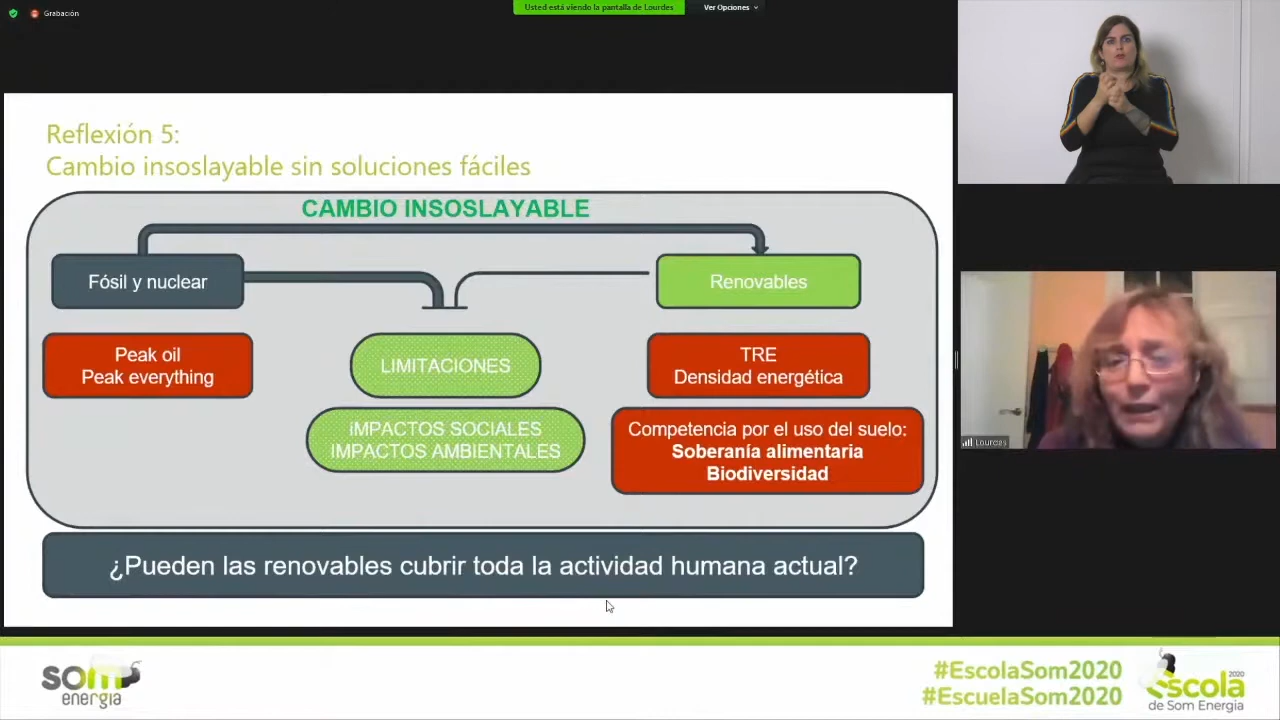 Grabación
Usted está viendo la pantalla de Lourdes
Ver Opciones
Reflexión 5:
Cambio insoslayable sin soluciones fáciles
CAMBIO INSOSLAYABLE
Fósil y nuclear
Renovables
Peak oil
Peak everything
LIMITACIONES
TRE
Densidad energética
IMPACTOS SOCIALES
IMPACTOS AMBIENTALES
Competencia por el uso del suelo:
Soberanía alimentaria
Biodiversidad
¿Pueden las renovables cubrir toda la actividad humana actual?
Lourdes
som
energia
#EscolaSom2020
#EscuelaSom2020
2020
Escola
de Som Energia